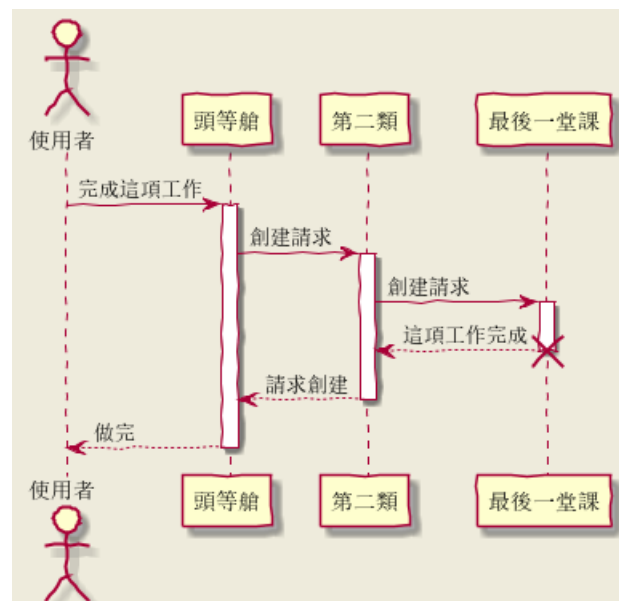 使用者
頭等艙
第二類
最後一堂課
完成這項工作
創建請求
創建請求
這項工作完成
請求創建
做完
使用者
頭等艙
第二類
最後一堂課